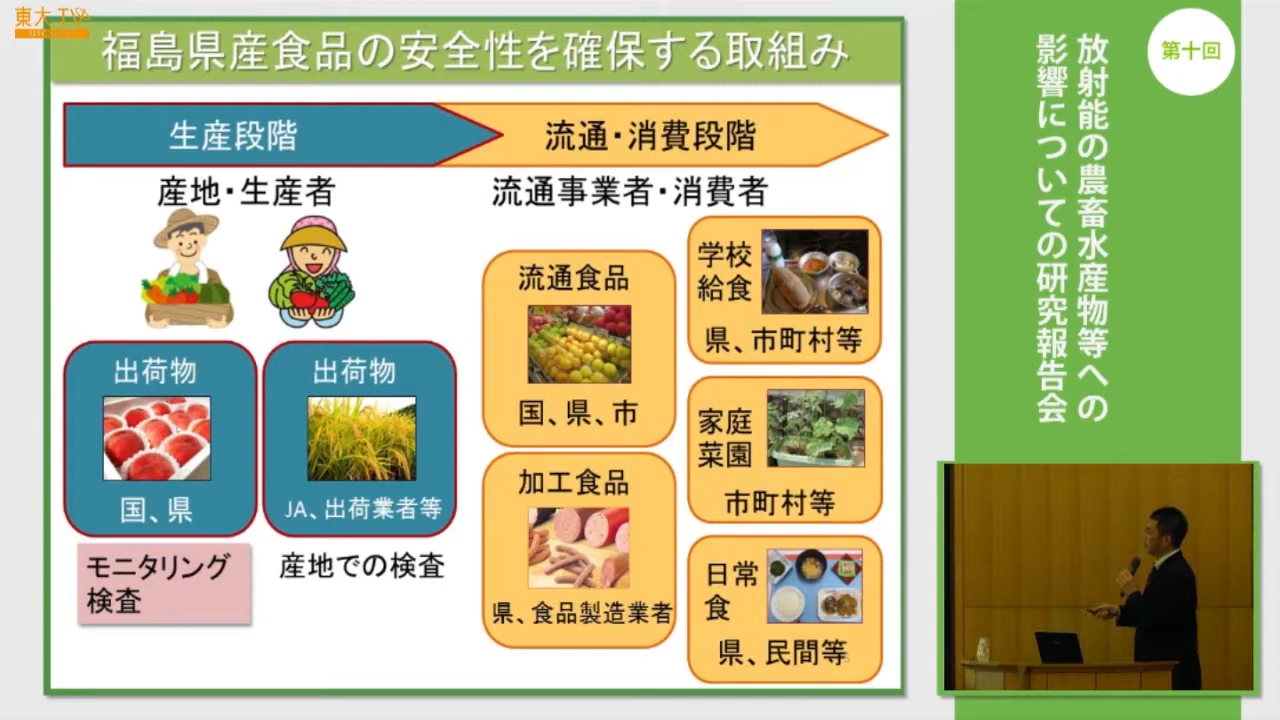 東大TV
福島県産食品の安全性を確保する取組み
生産段階
流通・消費段階
産地・生産者
流通事業者・消費者
出荷物
国、県
モニタリング
検査
出荷物
JA、出荷業者等
産地での検査
流通食品
国、県、市
加工食品
県、食品製造業者
学校
給食
県、市町村等
家庭
菜園
市町村等
日常
食
県、民間等
第十回
放射能の農畜水産物等への
影響についての研究報告会